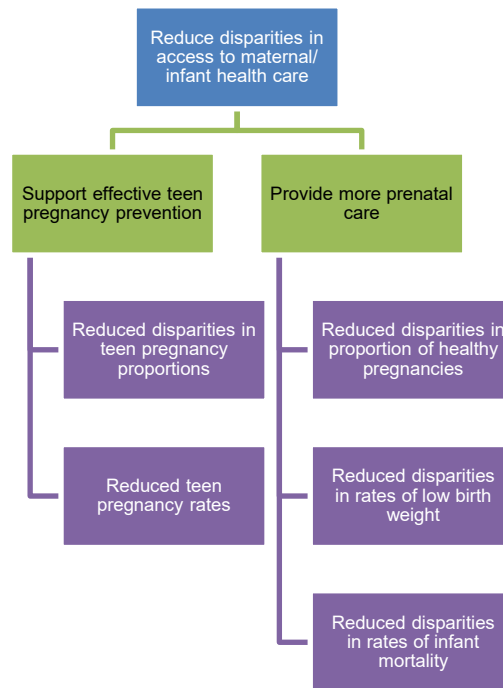 Reduce disparities in
access to maternal/
infant health care
Support effective teen
pregnancy prevention
Provide more prenatal
care
Reduced disparities in
teen pregnancy
proportions
Reduced disparities in
proportion of healthy
pregnancies
Reduced teen
pregnancy rates
Reduced disparities
in rates of low birth
weight
Reduced disparities
in rates of infant
mortality